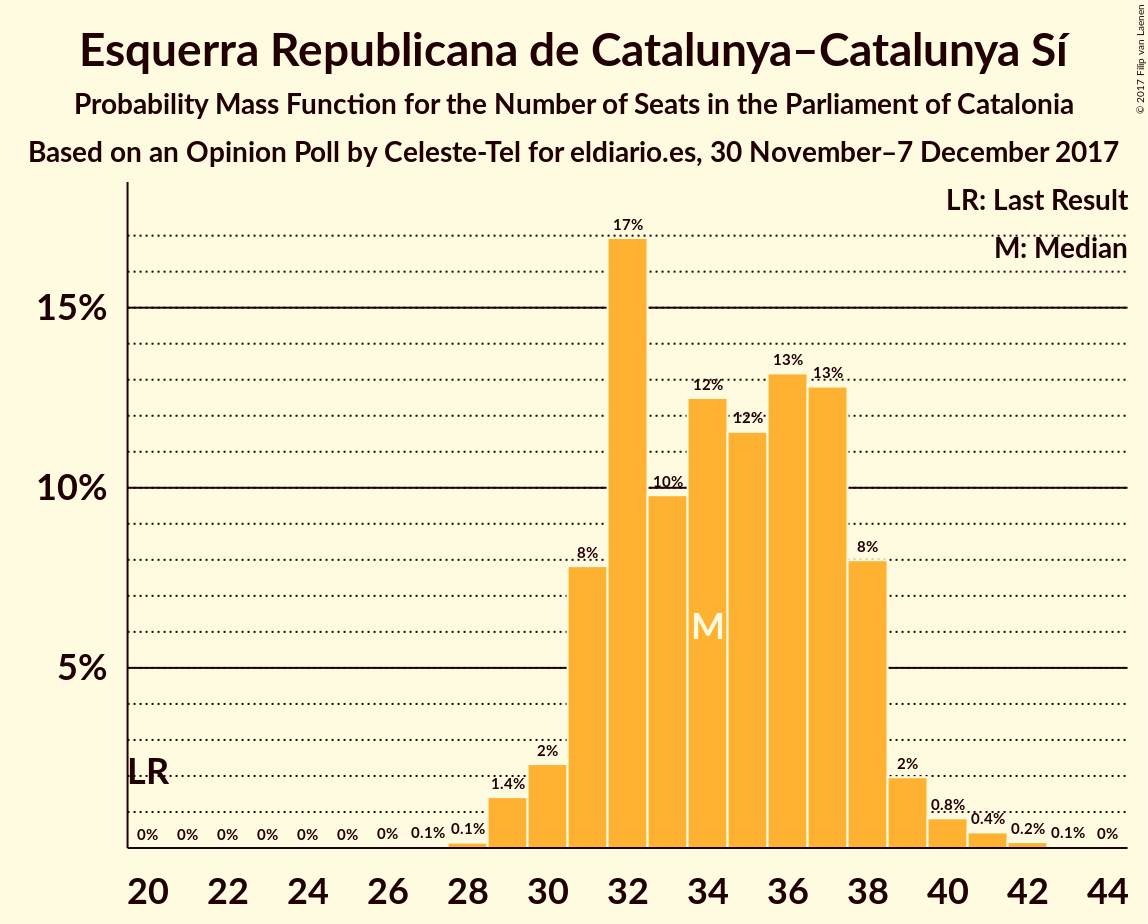 Esquerra Republicana de Catalunya–Catalunya Sí
Probability Mass Function for the Number of Seats in the Parliament of Catalonia
Based on an Opinion Poll by Celeste-Tel for eldiario.es, 30 November–7 December 2017
© 2017 Filip van Laenen
LR: Last Result
M: Median
17%
15%
13%
13%
12%
12%
10%
10%
8%
8%
M
5%
LR
2%
2%
1.4%
0.8%
0.4%
0% 0% 0% 0% 0% 0% 0% 0.1% 0.1% 0.2% 0.1% 0%
20 22 24 26 28 30 32 34 36 38 40 42 44